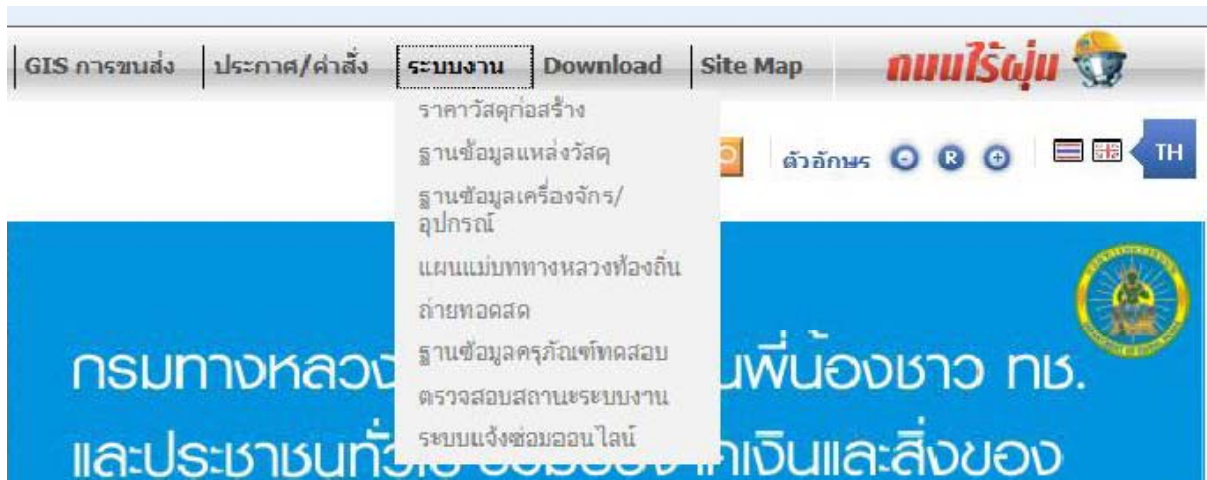 GIS การขนส่ง ประกาศ/คำสั่ง ระบบงาน Download Site Map ถนนไร้ฝุ่น
ราคาวัสดุก่อสร้าง
ฐานข้อมูลแหล่งวัสดุ
ตัวอักษร - R + TH
ฐานข้อมูลเครื่องจักร/
อุปกรณ์
แผนแม่บททางหลวงท้องถิ่น
ถ่ายทอดสด
ฐานข้อมูลครุภัณฑ์ทดสอบ
ตรวจสอบสถานะระบบงาน
ระบบแจ้งซ่อมออนไลน์
กรมทางหลวง พี่น้องชาว ทช.
และประชาชนทั่วไป เงินและสิ่งของ